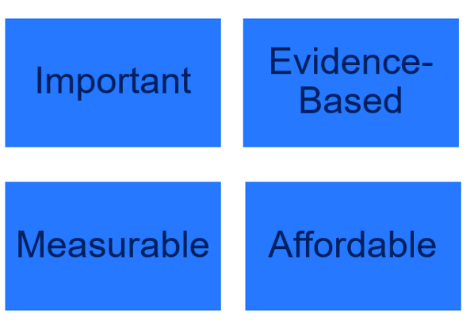 Important
Evidence-
Based
Measurable
Affordable